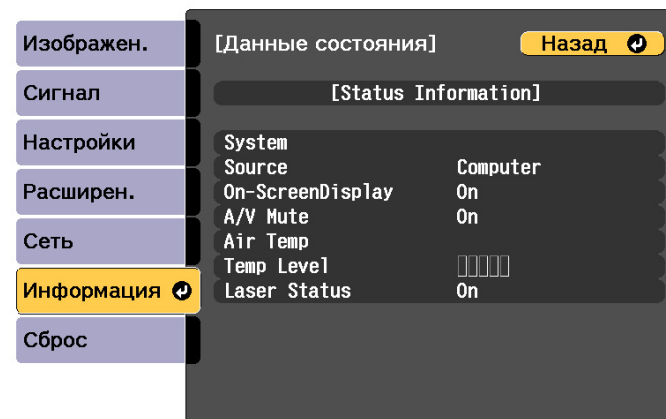 Изображен.
Сигнал
Настройки
Расширен.
Сеть
Информация
Сброс
[Данные состояния] Назад
[Status Information]
System
Source Computer
On-ScreenDisplay On
A/V Mute On
Air Temp
Temp Level
Laser Status On